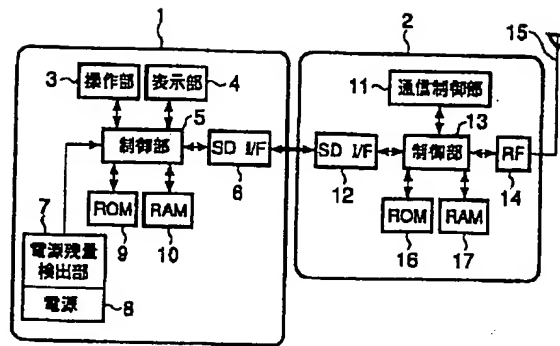 1
2
15
3 操作部
表示部 4
11 通信制御部
5
13
制御部
SD I/F
SD I/F
制御部
RF
6
12
14
7
ROM
RAM
ROM
RAM
電源残量
検出部
9
10
16
17
電源
8